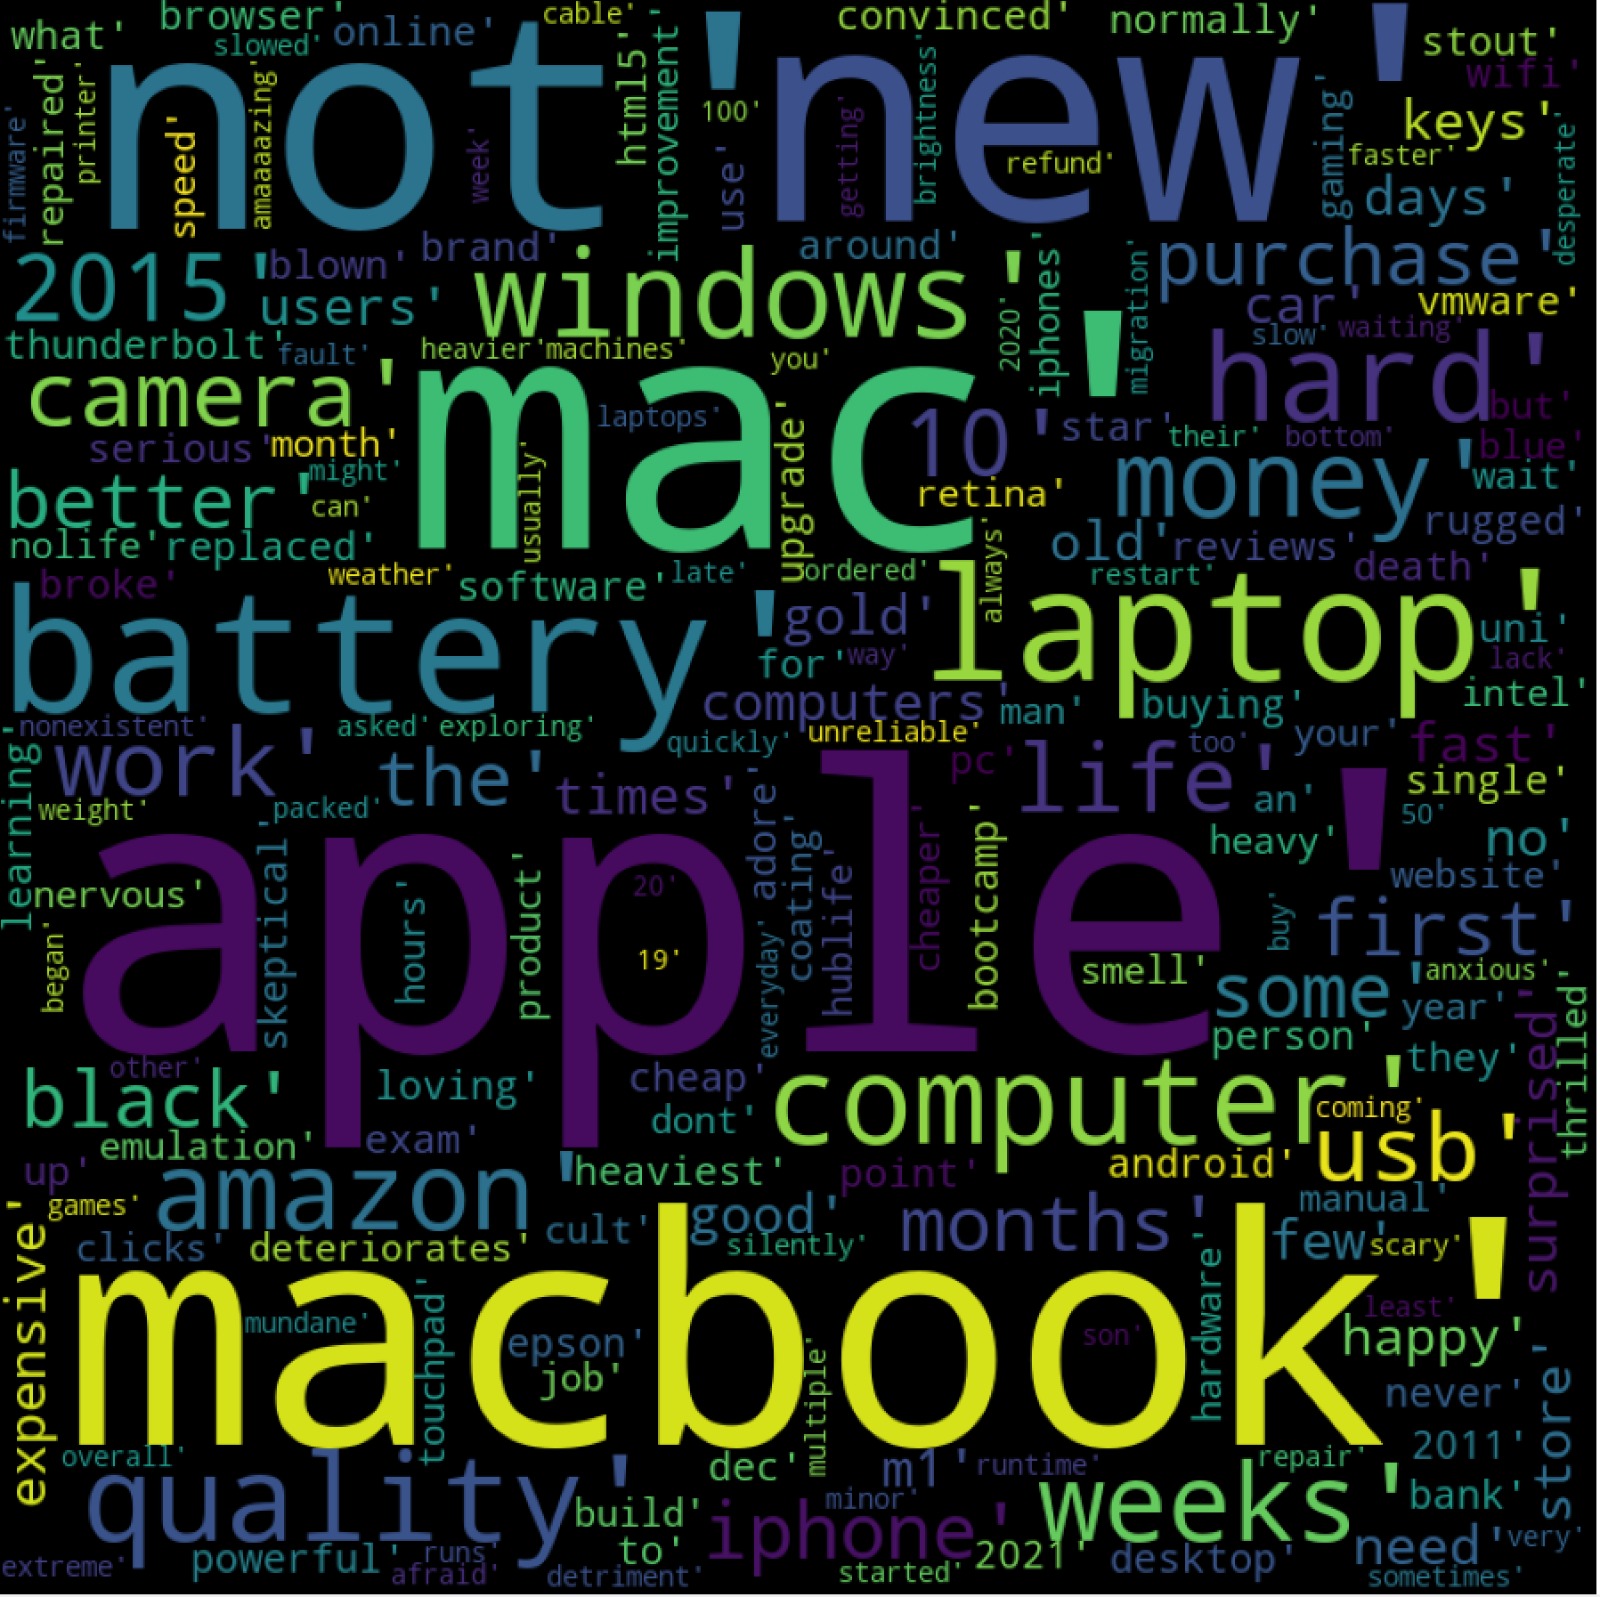 browser'
cable'
convinced'
normally'
what'
slowed'
online'
stout'
wifi'
not'
new'
html5'
improvement'
100'
keys'
repaired'
printer'
firmware'
speed'
amaaaazing'
week'
use'
getting'
brightness'
refund'
gaming'
faster'
days'
desperate'
2015'
blown'
brand'
users'
windows'
around'
iphones'
2020'
migration'
purchase'
car'
vmware'
thunderbolt'
fault'
heavier'
machines'
you'
slow'
waiting'
camera'
mac'
laptops'
upgrade'
10'
star'
their'
bottom'
hard'
but'
blue'
serious'
month'
might'
can'
usually'
retina'
money'
wait'
better'
rugged'
nolife'
replaced'
old'
reviews'
death'
broke'
weather'
software'
late'
ordered'
always'
restart'
battery'
gold'
laptop'
uni'
for'
way'
lack'
computers'
man'
buying'
intel'
nonexistent'
asked'
exploring'
quickly'
unreliable'
too'
your'
fast'
learning'
work'
the'
times'
pc'
life'
an'
single'
weight'
packed'
adore'
coating'
50'
heavy'
no'
apple'
nervous'
skeptical'
hours'
product'
20'
19'
everyday'
hublife'
cheaper'
bootcamp'
website'
buy'
first'
began'
smell'
anxious'
some'
year'
person'
they'
surprised'
thrilled'
other'
black'
loving'
cheap'
dont'
computer'
coming'
emulation'
exam'
usb'
up'
heaviest'
point'
android'
games'
amazon'
manual'
expensive'
clicks'
deteriorates'
cult'
good'
silently'
months'
few'
scary'
macbook'
mundane'
touchpad'
epson'
job'
multiple'
son'
hardware'
least'
happy'
never'
store'
overall'
quality'
dec'
m1'
runtime'
repair'
2011'
minor'
weeks'
bank'
build'
iphone'
to'
2021'
desktop'
need'
very'
extreme'
powerful'
runs'
afraid'
detriment'
started'
sometimes'